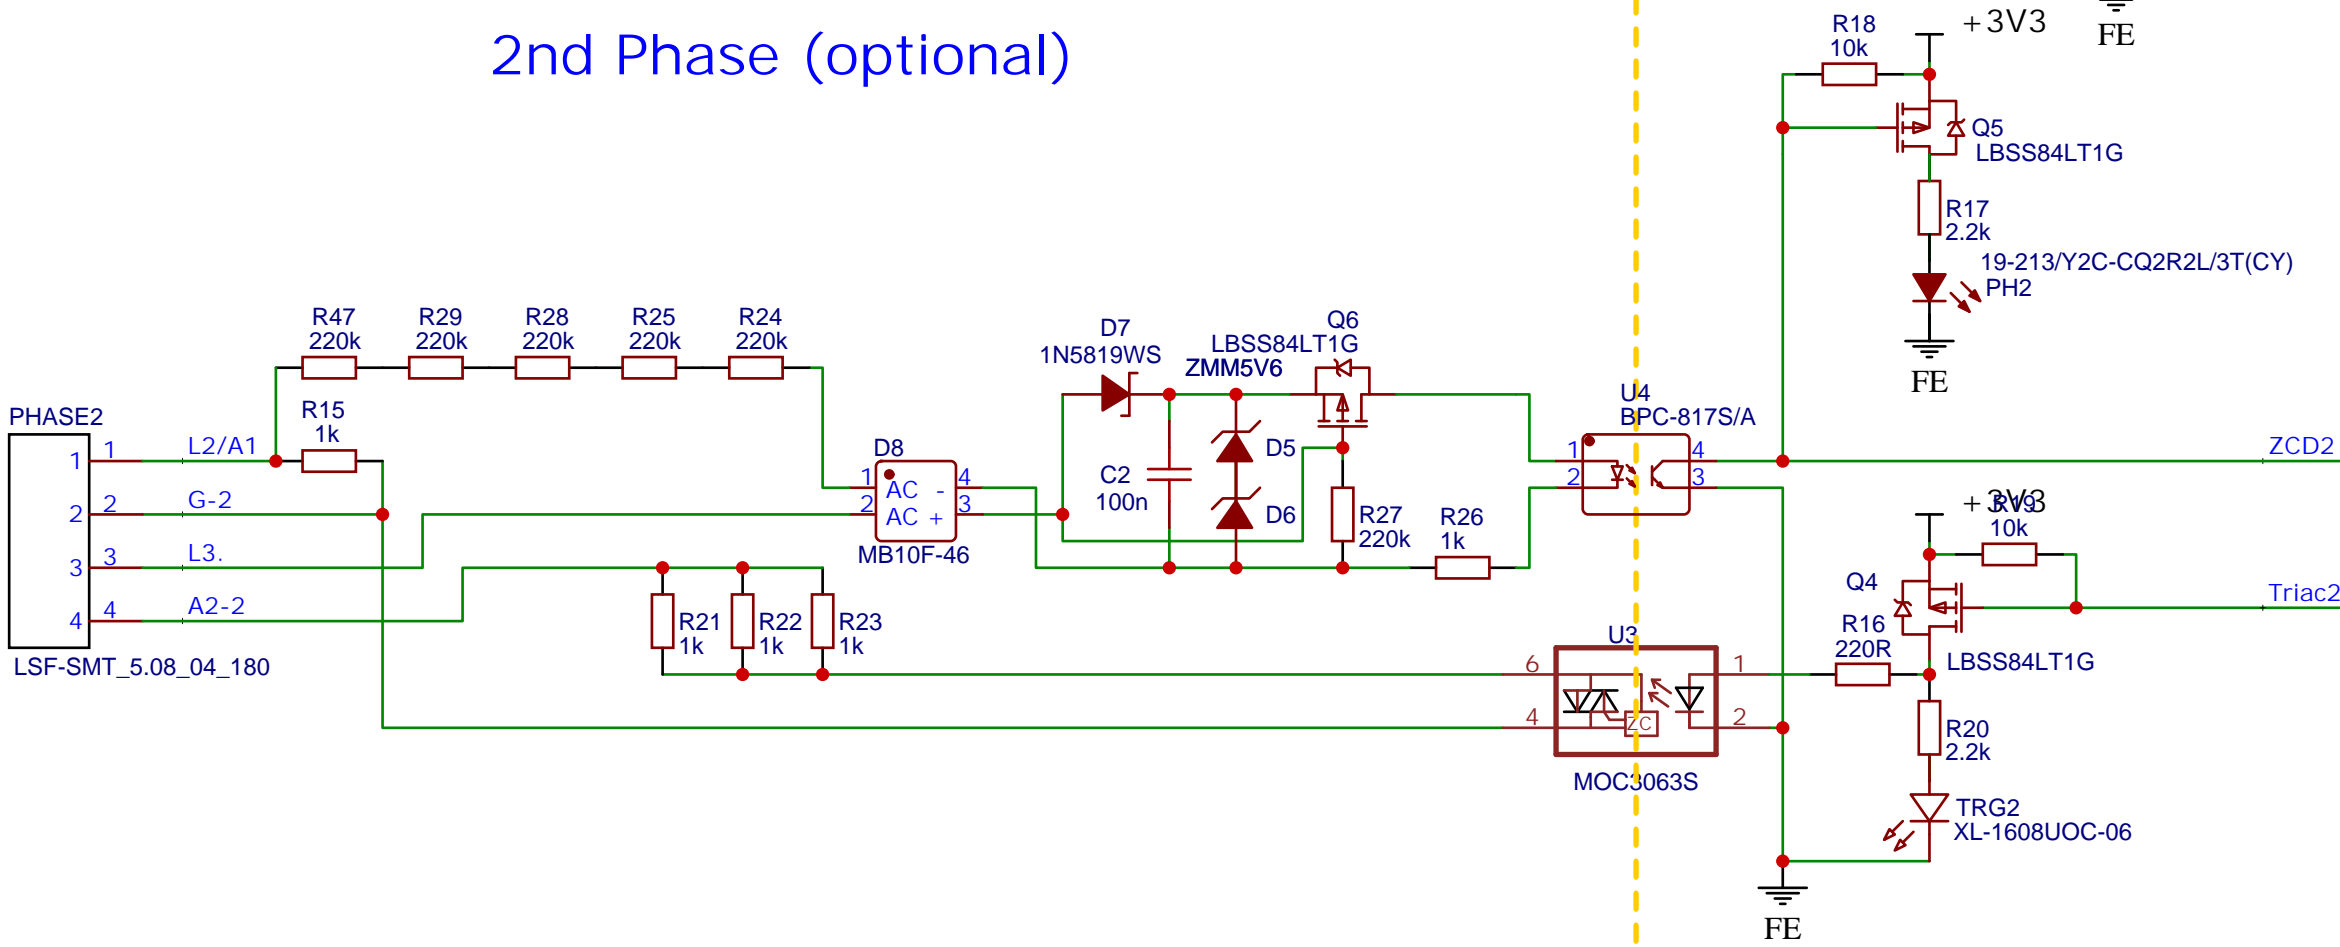 2nd Phase (optional)
R18
10k
+3V3
FE
Q5
LBSS84LT1G
R17
2.2k
19-213/Y2C-CQ2R2L/3T(CY)
PH2
FE
R47
220k
R29
220k
R28
220k
R25
220k
R24
220k
D7
1N5819WS
Q6
LBSS84LT1G
ZMM5V6
PHASE2
R15
1k
1
1
L2/A1
2
2
G-2
3
3
L3.
4
4
A2-2
LSF-SMT_5.08_04_180
D8
1
AC -
4
2
AC +
3
MB10F-46
C2
100n
D5
D6
R27
220k
R26
1k
U4
BPC-817S/A
1
4
2
3
ZCD2
+3V3
R19
10k
Triac2
Q4
LBSS84LT1G
R16
220R
R21
1k
R22
1k
R23
1k
U3
6
1
4
2
ZC
MOC3063S
R20
2.2k
TRG2
XL-1608UOC-06
FE